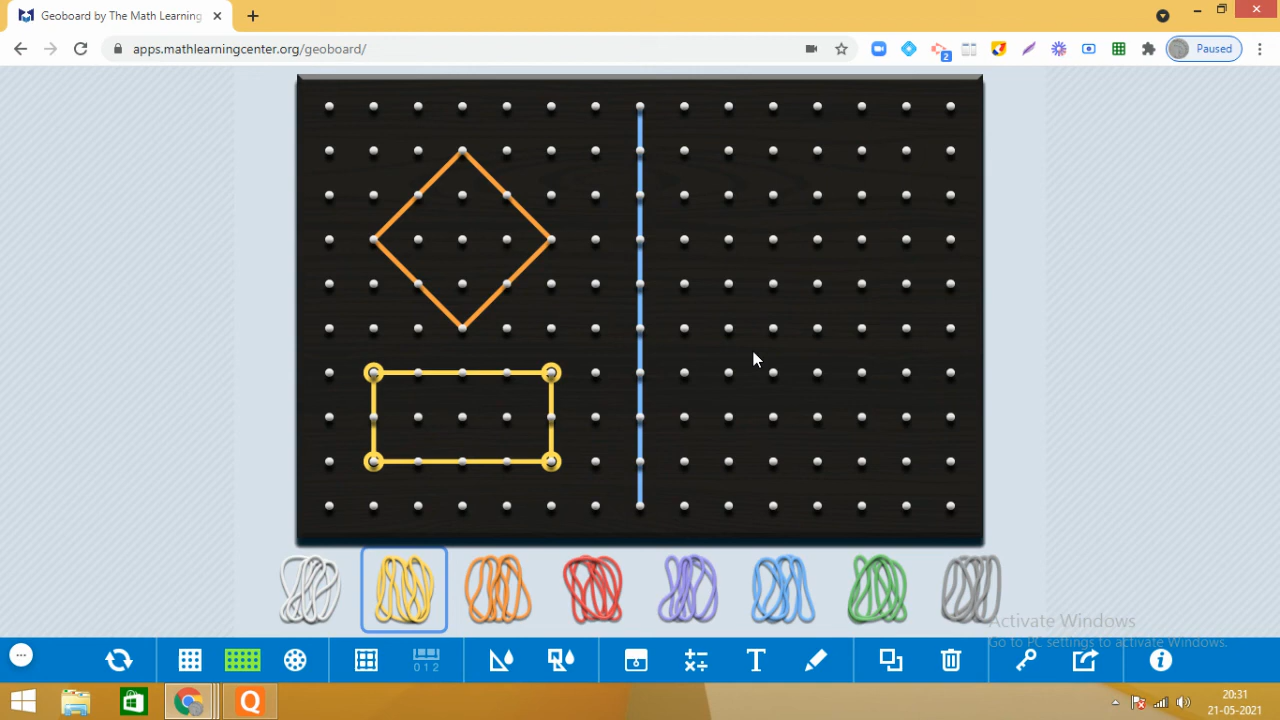 Geoboard by The Math Learning
apps.mathlearningcenter.org/geoboard/
2
Paused
Activate Windows
Go to PC settings to activate Windows.
0 1 2
T
Q
20:31
21-05-2021